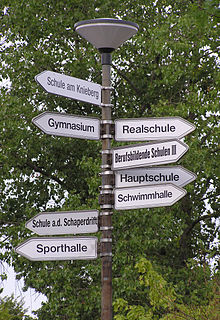 Schule am Knieberg
Gymnasium
Realschule
Berufsbildende Schulen III
Hauptschule
Schwimmhalle
Schule a.d. Schaperdrift
Sporthalle